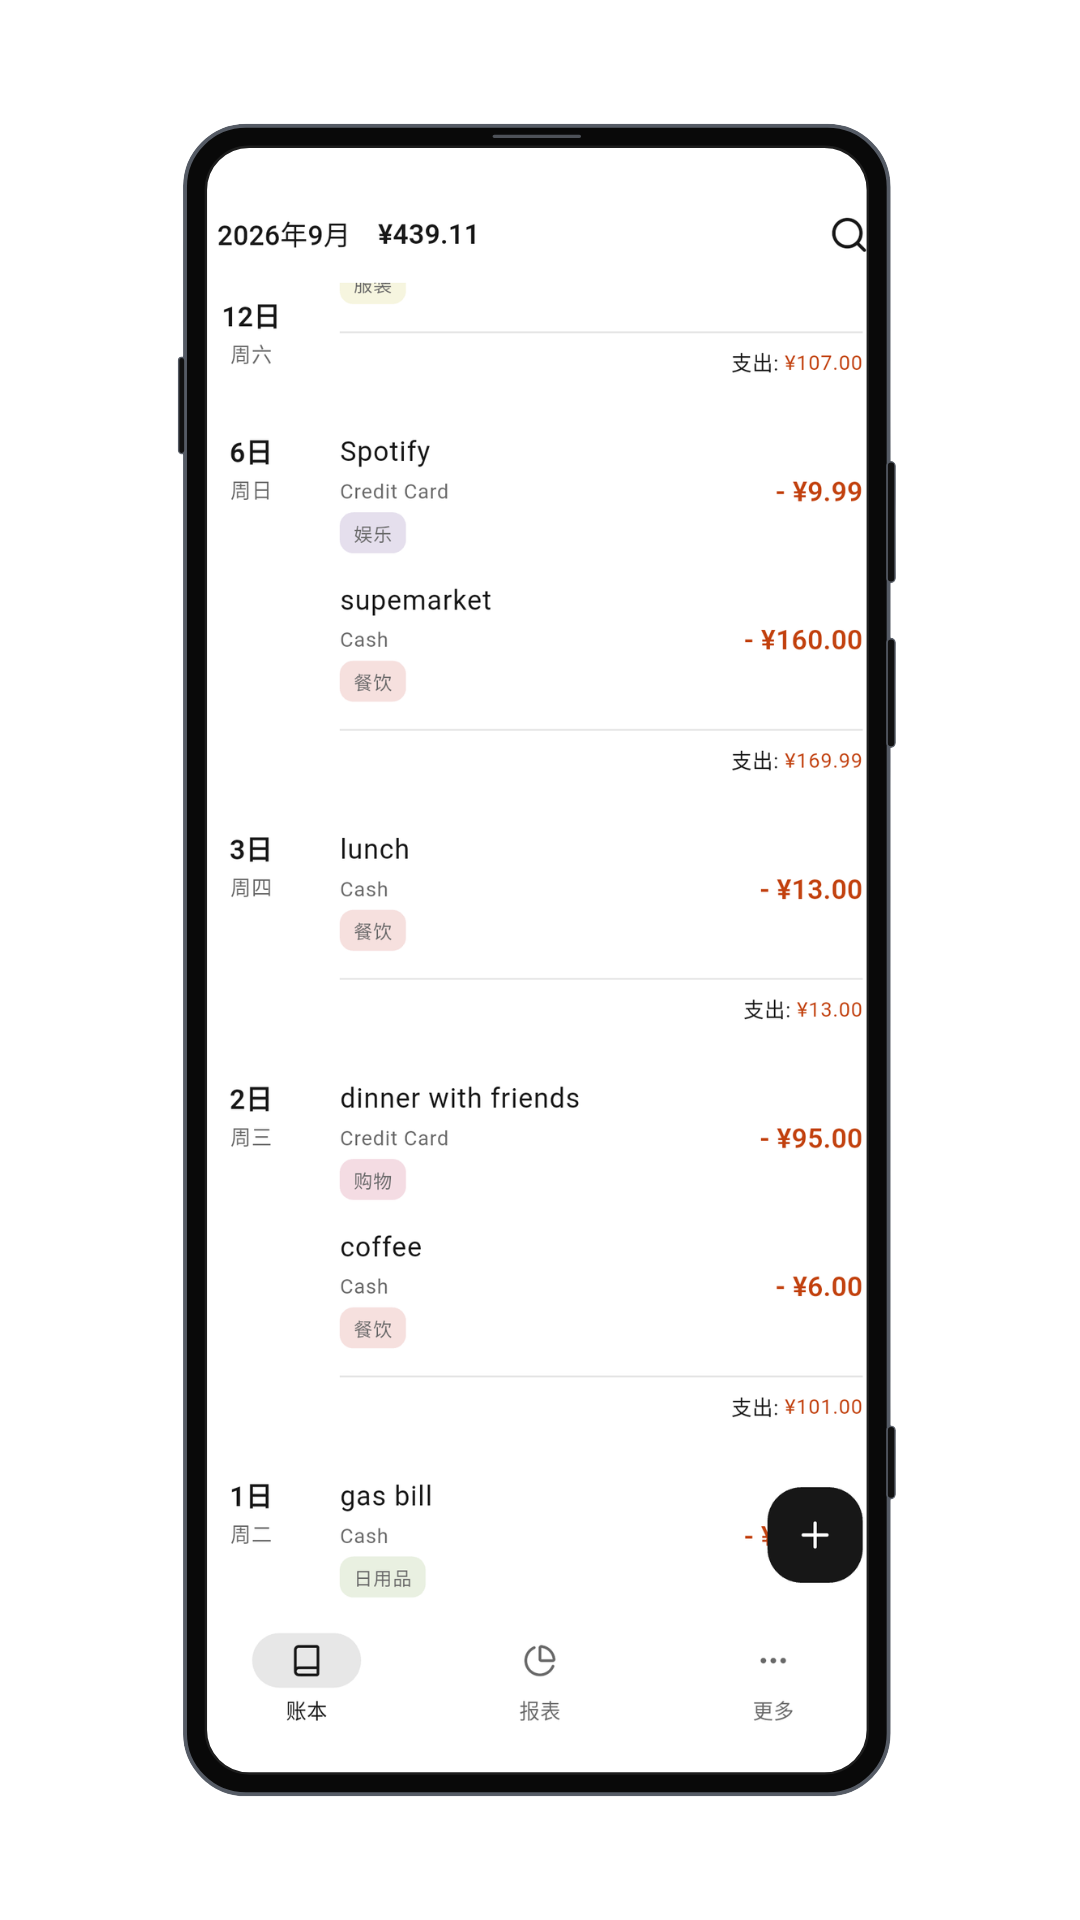 2026年9月 ¥439.11
服装
12日
周六
支出: ¥107.00
6日
周日
Spotify
Credit Card
- ¥9.99
娱乐
supemarket
Cash
- ¥160.00
餐饮
支出: ¥169.99
3日
周四
lunch
Cash
- ¥13.00
餐饮
支出: ¥13.00
2日
周三
dinner with friends
Credit Card
- ¥95.00
购物
coffee
Cash
- ¥6.00
餐饮
支出: ¥101.00
1日
周二
gas bill
Cash
- ¥
日用品
账本
报表
更多